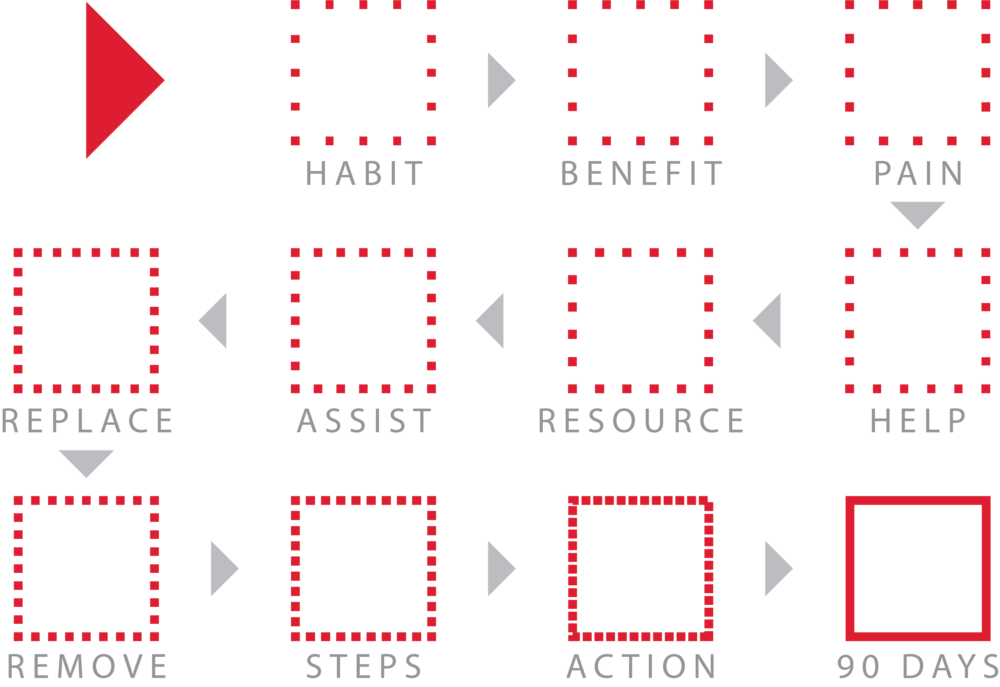 HABIT
BENEFIT
PAIN
REPLACE
ASSIST
RESOURCE
HELP
REMOVE
STEPS
ACTION
90 DAYS